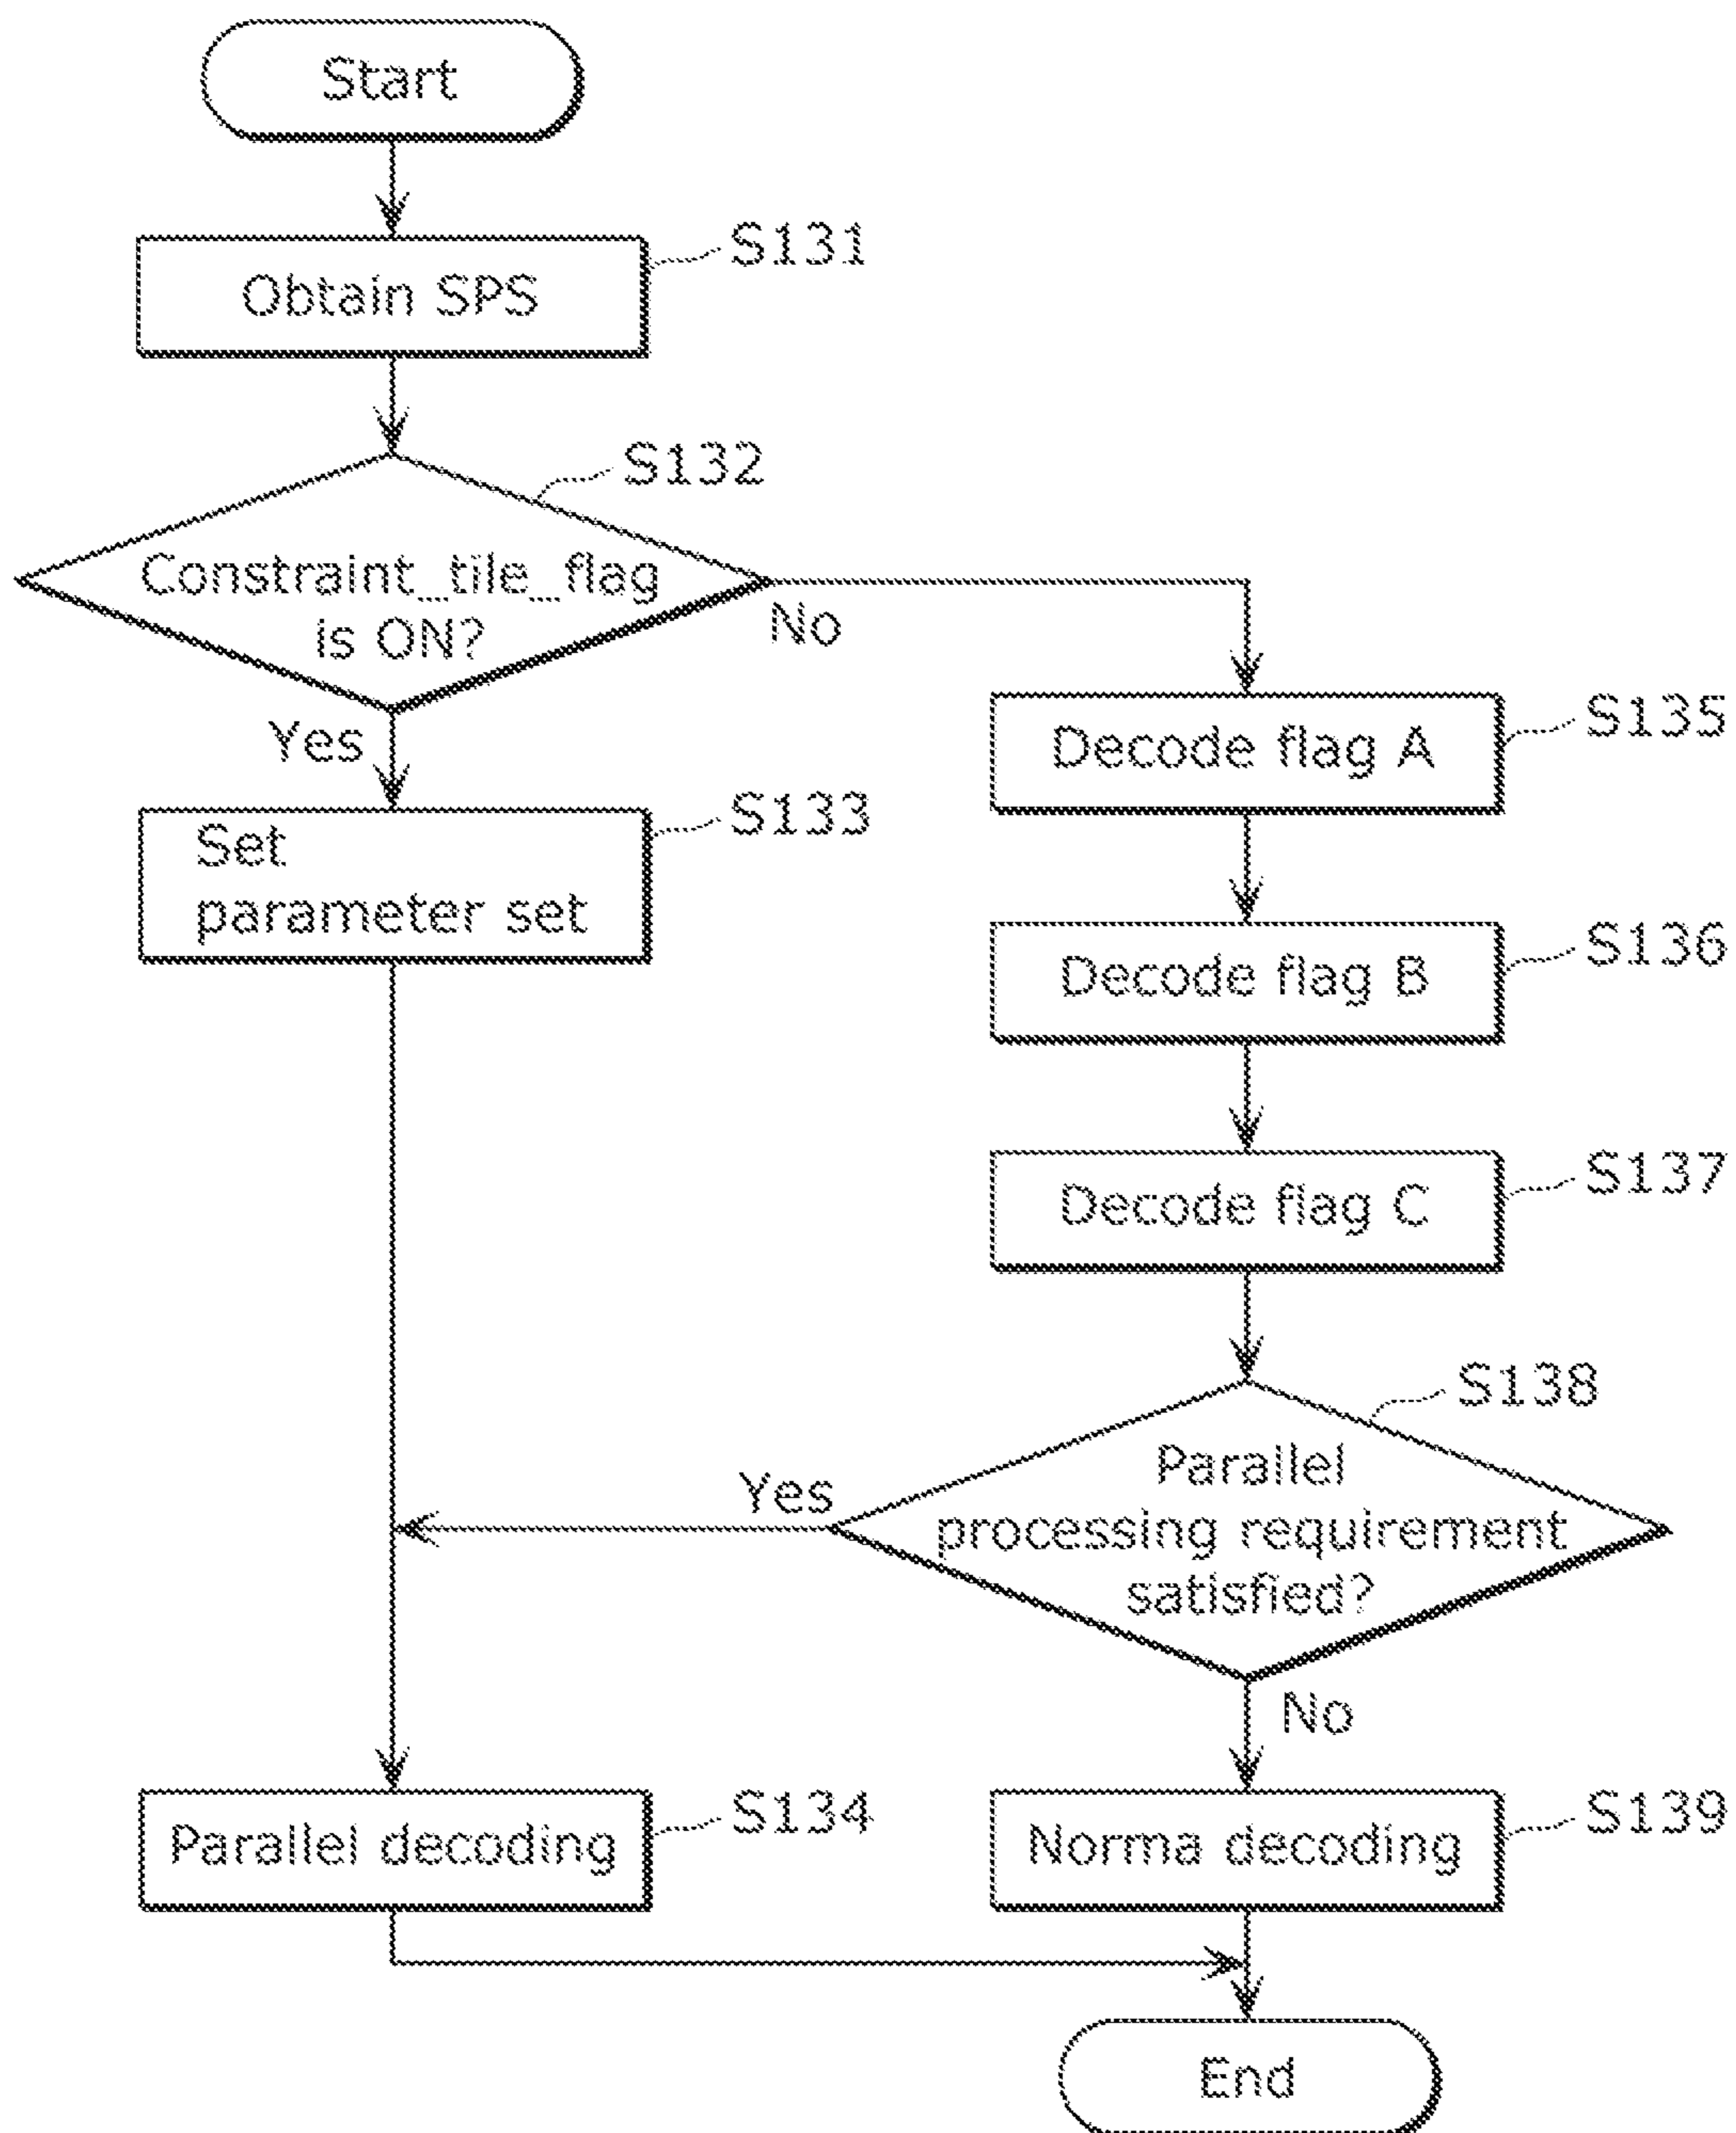 Start
Obtain SPS
S131
Constraint_tile_flag
is ON?
S132
No
Yes
Set
parameter set
S133
Decode flag A
S135
Decode flag B
S136
Decode flag C
S137
Parallel
processing requirement
satisfied?
S138
Yes
No
Parallel decoding
S134
Norma decoding
S139
End